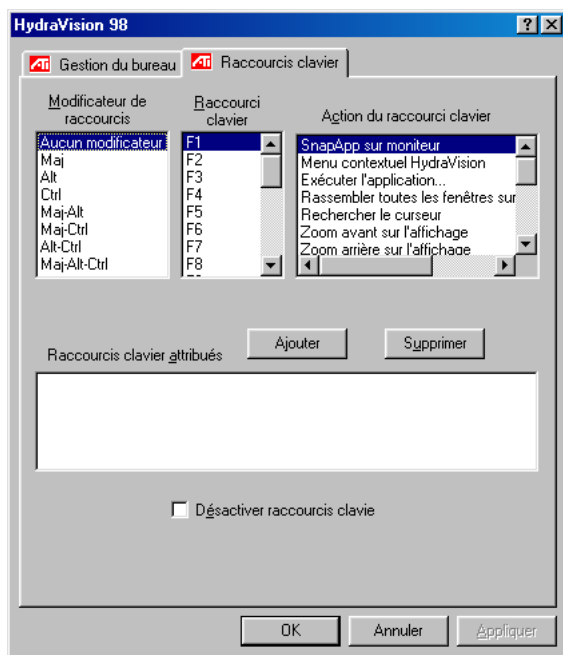 HydraVision 98
ATI Gestion du bureau
ATI Raccourcis clavier
Modificateur de
raccourcis
Raccourci
clavier
Action du raccourci clavier
Aucun modificateur
Maj
Alt
Ctrl
Maj-Alt
Maj-Ctrl
Alt-Ctrl
Maj-Alt-Ctrl
F1
F2
F3
F4
F5
F6
F7
F8
SnapApp sur moniteur
Menu contextuel HydraVision
Exécuter l'application...
Rassembler toutes les fenêtres sur
Rechercher le curseur
Zoom avant sur l'affichage
Zoom arrière sur l'affichage
Raccourcis clavier attribués
Ajouter
Supprimer
Désactiver raccourcis clavie
OK
Annuler
Appliquer